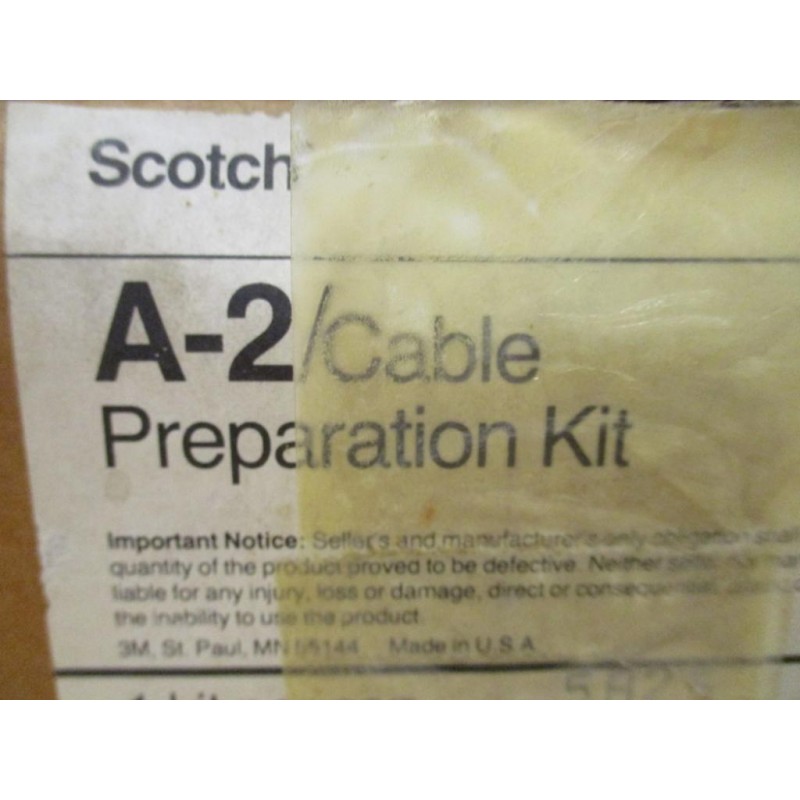 Scotch
A-2/Cable
Preparation Kit
Important Notice: Seller's and manufacturer's only obligation shall
quantity of the product proved to be defective. Neither seller nor
liable for any injury, loss or damage, direct or consequential,
the inability to use the product.
3M, St. Paul, MN 55144 Made in U.S.A.
1 kit